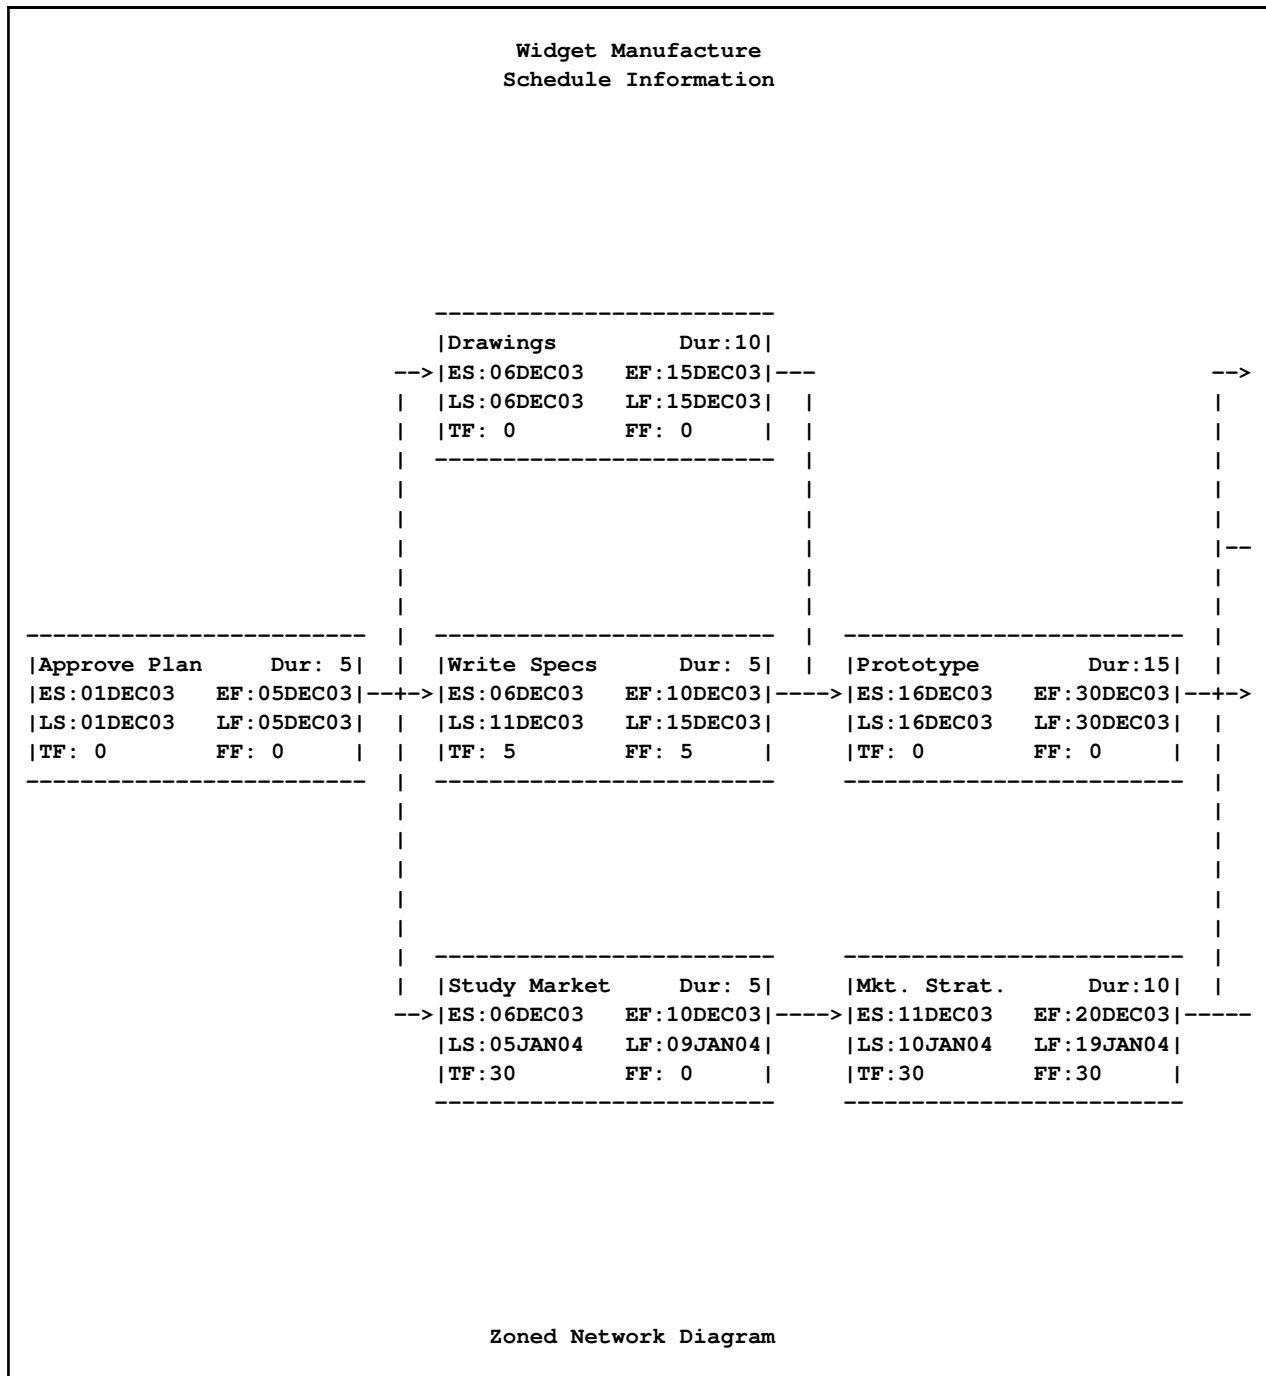 Widget Manufacture
Schedule Information
Drawings Dur:10
ES:06DEC03 EF:15DEC03
LS:06DEC03 LF:15DEC03
TF: 0 FF: 0
Approve Plan Dur: 5
ES:01DEC03 EF:05DEC03
LS:01DEC03 LF:05DEC03
TF: 0 FF: 0
Write Specs Dur: 5
ES:06DEC03 EF:10DEC03
LS:11DEC03 LF:15DEC03
TF: 5 FF: 5
Prototype Dur:15
ES:16DEC03 EF:30DEC03
LS:16DEC03 LF:30DEC03
TF: 0 FF: 0
Study Market Dur: 5
ES:06DEC03 EF:10DEC03
LS:05JAN04 LF:09JAN04
TF:30 FF: 0
Mkt. Strat. Dur:10
ES:11DEC03 EF:20DEC03
LS:10JAN04 LF:19JAN04
TF:30 FF:30
Zoned Network Diagram